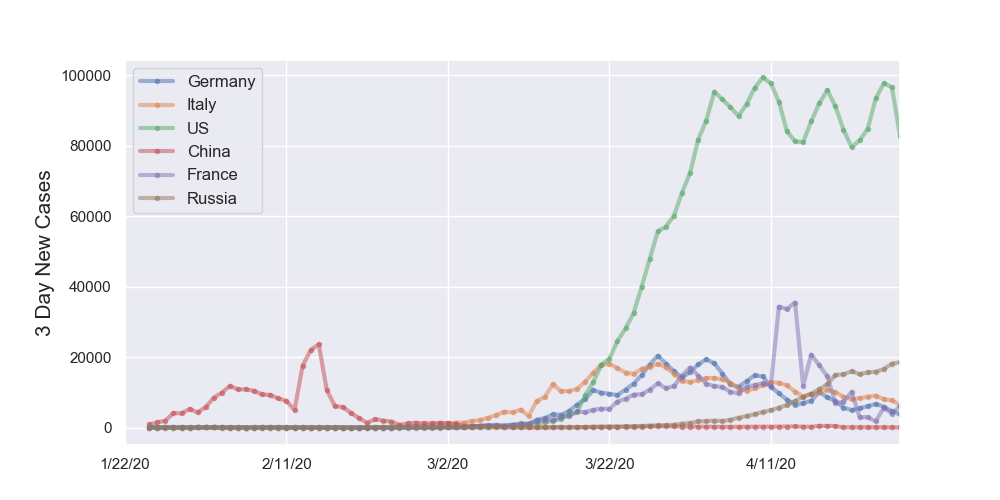 100000
80000
60000
40000
20000
0
3 Day New Cases
Germany
Italy
US
China
France
Russia
1/22/20
2/11/20
3/2/20
3/22/20
4/11/20